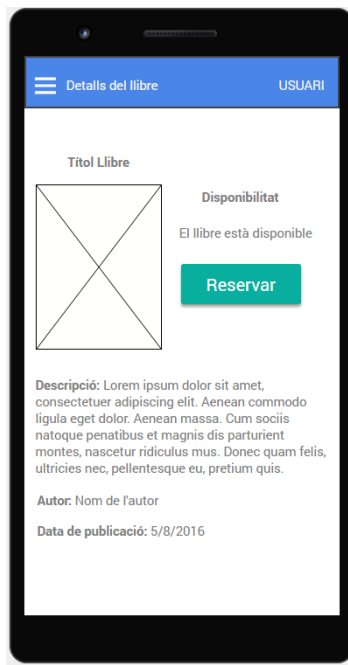 Detalls del llibre
USUARI
Títol Llibre
Disponibilitat
El llibre està disponible
Reservar
Descripció: Lorem ipsum dolor sit amet,
consectetuer adipiscing elit. Aenean commodo
ligula eget dolor. Aenean massa. Cum sociis
natoque penatibus et magnis dis parturient
montes, nascetur ridiculus mus. Donec quam felis,
ultricies nec, pellentesque eu, pretium quis.
Autor: Nom de l'autor
Data de publicació: 5/8/2016